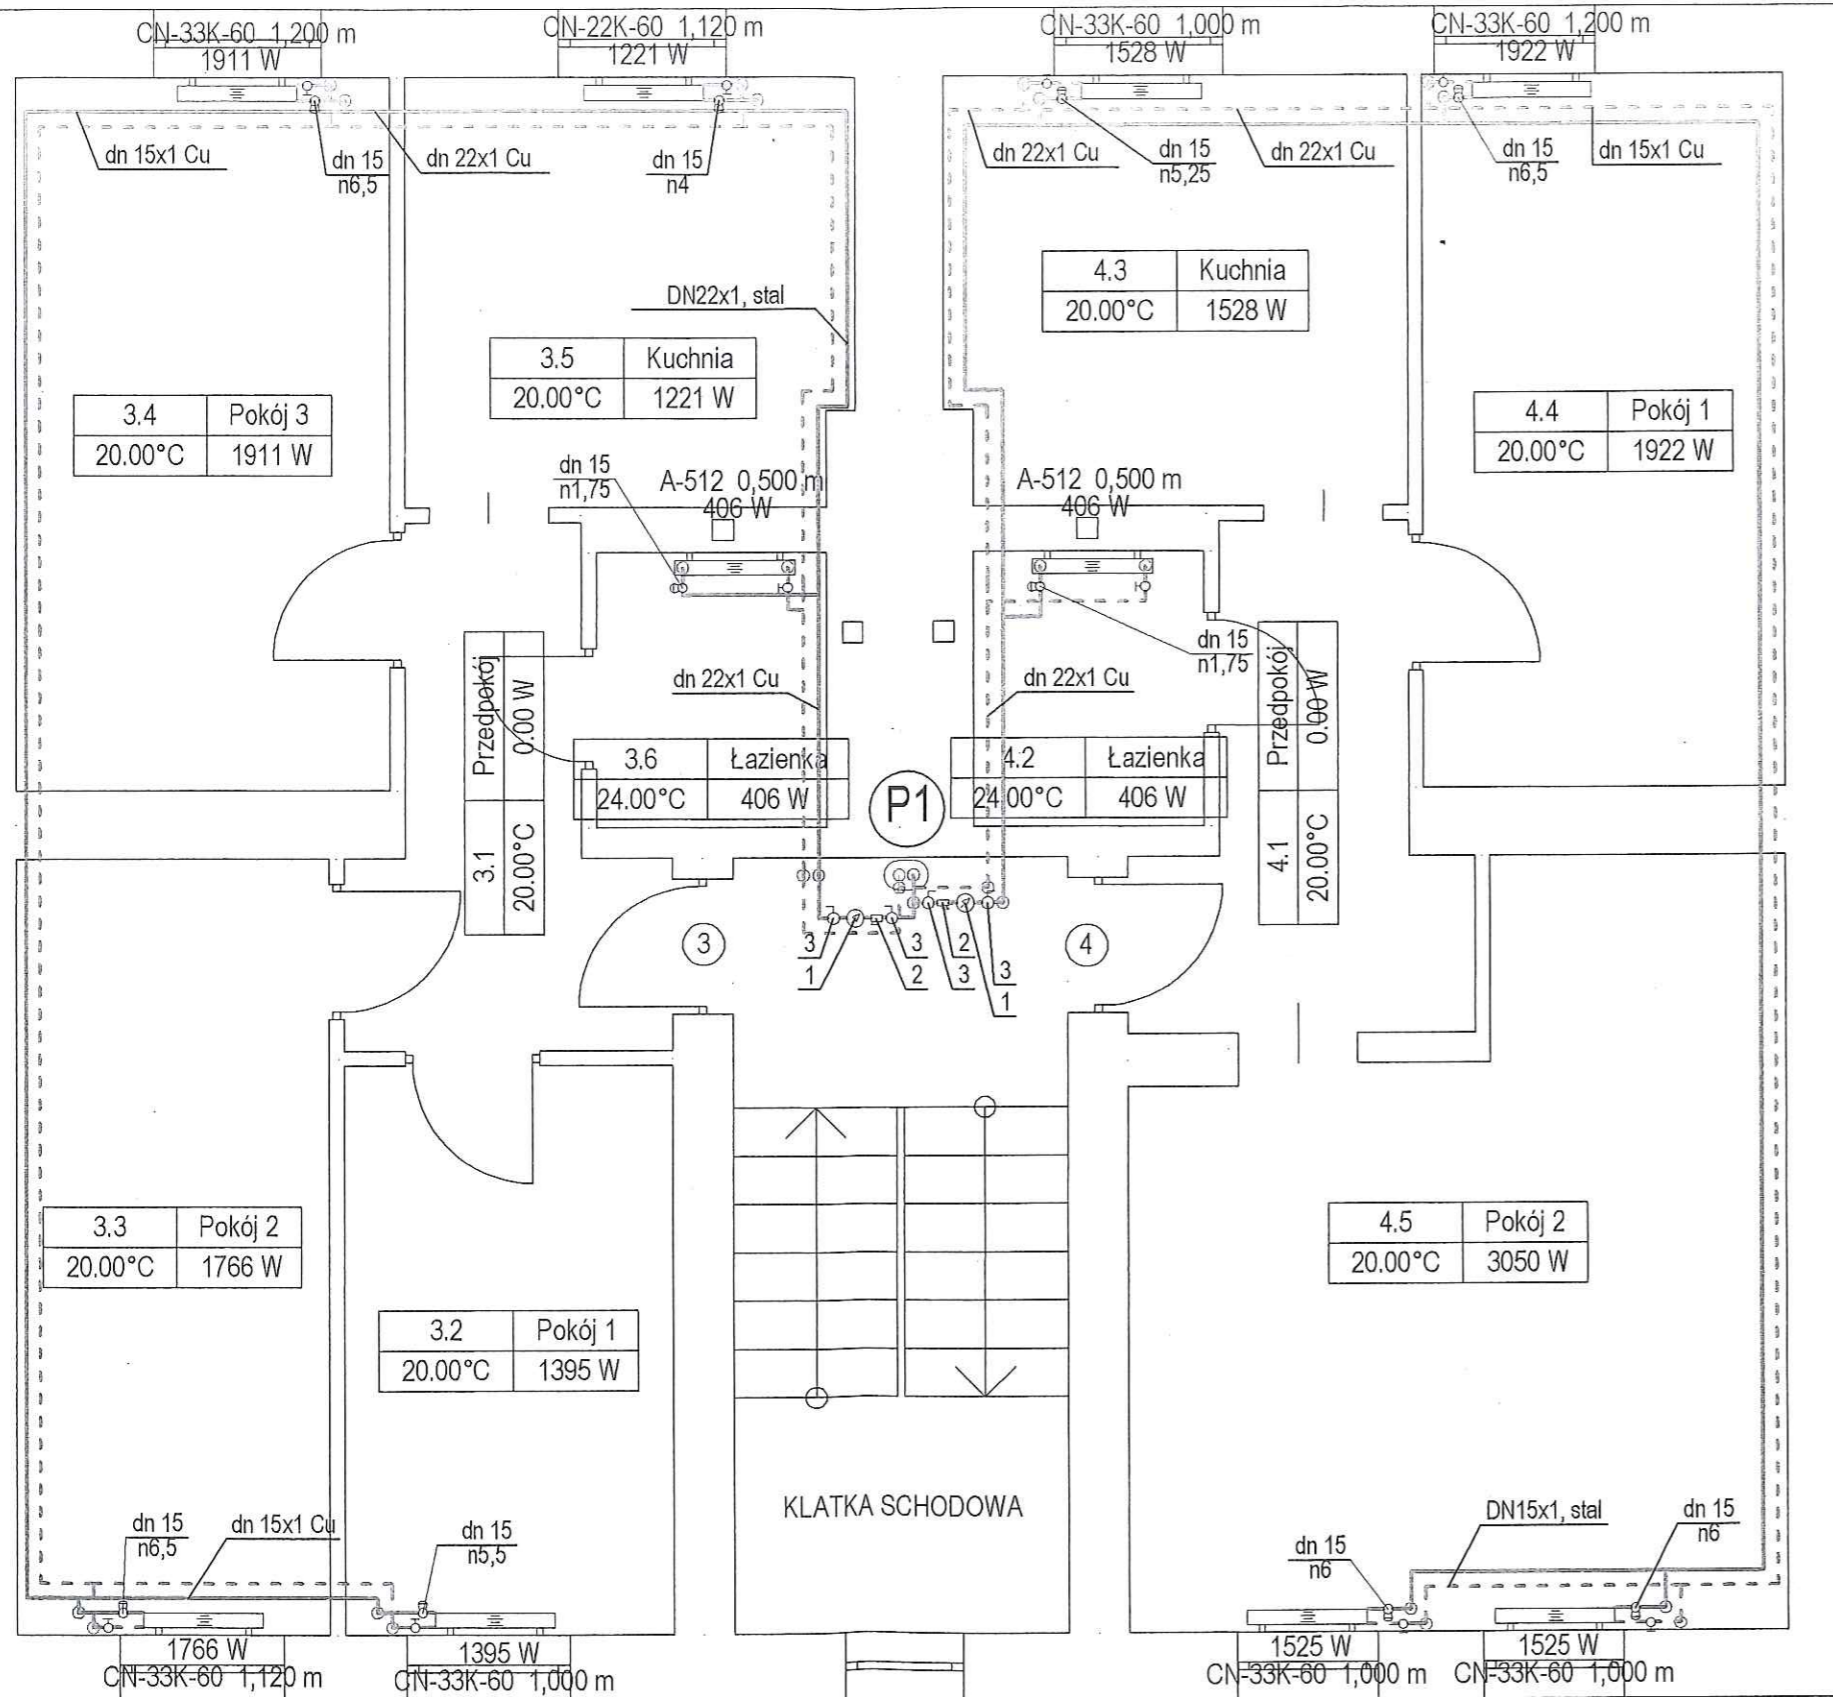 CN-33K-60 1,200 m
1911 W
CN-22K-60 1,120 m
1221 W
CN-33K-60 1,000 m
1528 W
CN-33K-60 1,200 m
1922 W
dn 15x1 Cu
dn 15
n6,5
dn 22x1 Cu
dn 15
n4
dn 22x1 Cu
dn 15
n5,25
dn 22x1 Cu
dn 15
n6,5
dn 15x1 Cu
DN22x1, stal
4.3 Kuchnia
20.00°C 1528 W
3.5 Kuchnia
20.00°C 1221 W
3.4 Pokój 3
20.00°C 1911 W
4.4 Pokój 1
20.00°C 1922 W
dn 15
n1,75
A-512 0,500 m
406 W
A-512 0,500 m
406 W
dn 15
n1,75
dn 22x1 Cu
dn 22x1 Cu
3.1 Przedpokój
20.00°C 0.00 W
3.6 Łazienka
24.00°C 406 W
P1
4.2 Łazienka
24.00°C 406 W
4.1 Przedpokój
20.00°C 0.00 W
3
3
1
3
2
2
3
3
1
4
3.3 Pokój 2
20.00°C 1766 W
3.2 Pokój 1
20.00°C 1395 W
4.5 Pokój 2
20.00°C 3050 W
KLATKA SCHODOWA
dn 15
n6,5
dn 15x1 Cu
dn 15
n5,5
dn 15
n6
DN15x1, stal
dn 15
n6
1766 W
CN-33K-60 1,120 m
1395 W
CN-33K-60 1,000 m
1525 W
CN-33K-60 1,000 m
1525 W
CN-33K-60 1,000 m